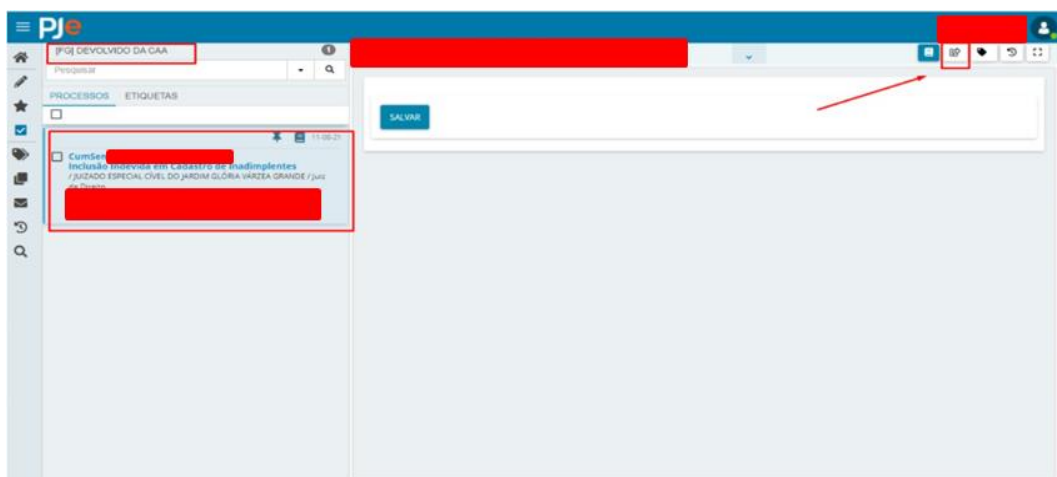 PJe
[FG] DEVOLVIDO DA CAA
1
Pesquisar
PROCESSOS ETIQUETAS
SALVAR
11-08-21
CumSen
Inclusão Indevida em Cadastro de Inadimplentes
/ JUIZADO ESPECIAL CÍVEL DO JARDIM GLÓRIA VÁRZEA GRANDE / Juiz
de Direito